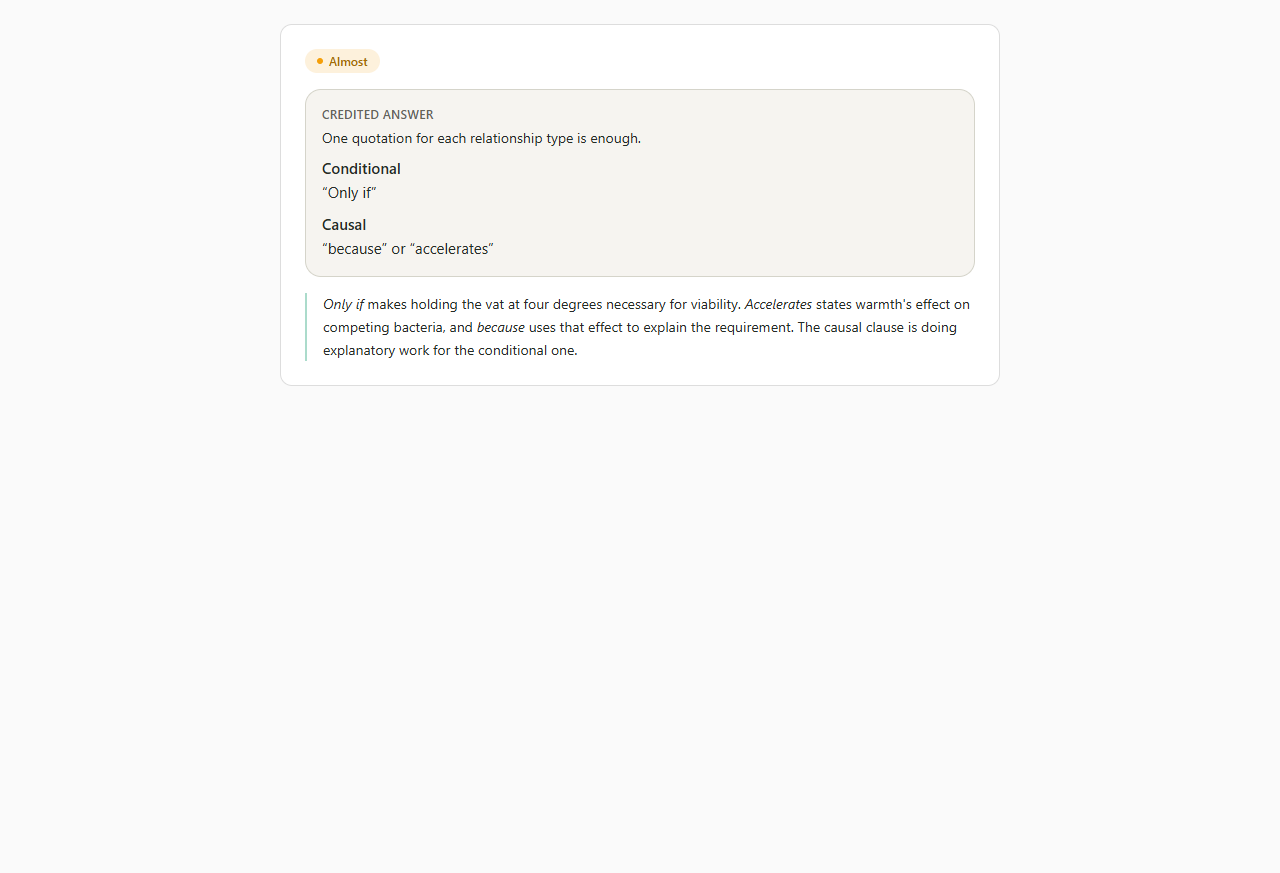 Almost
CREDITED ANSWER
One quotation for each relationship type is enough.
Conditional
“Only if”
Causal
“because” or “accelerates”
Only if makes holding the vat at four degrees necessary for viability. Accelerates states warmth's effect on
competing bacteria, and because uses that effect to explain the requirement. The causal clause is doing
explanatory work for the conditional one.